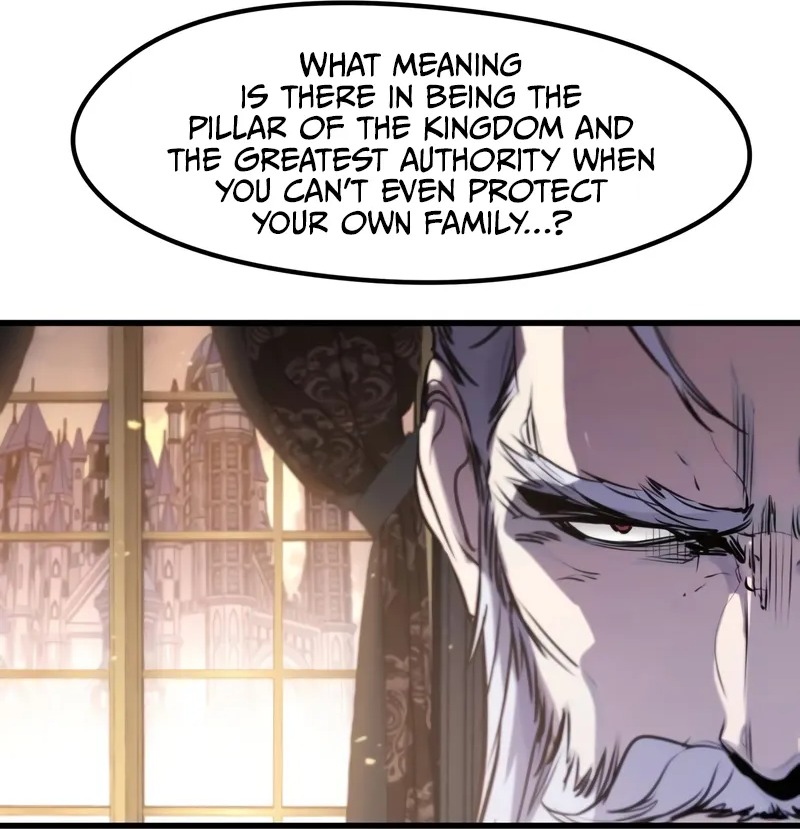 WHAT MEANING
IS THERE IN BEING THE
PILLAR OF THE KINGDOM AND
THE GREATEST AUTHORITY WHEN
YOU CAN'T EVEN PROTECT
YOUR OWN FAMILY...?